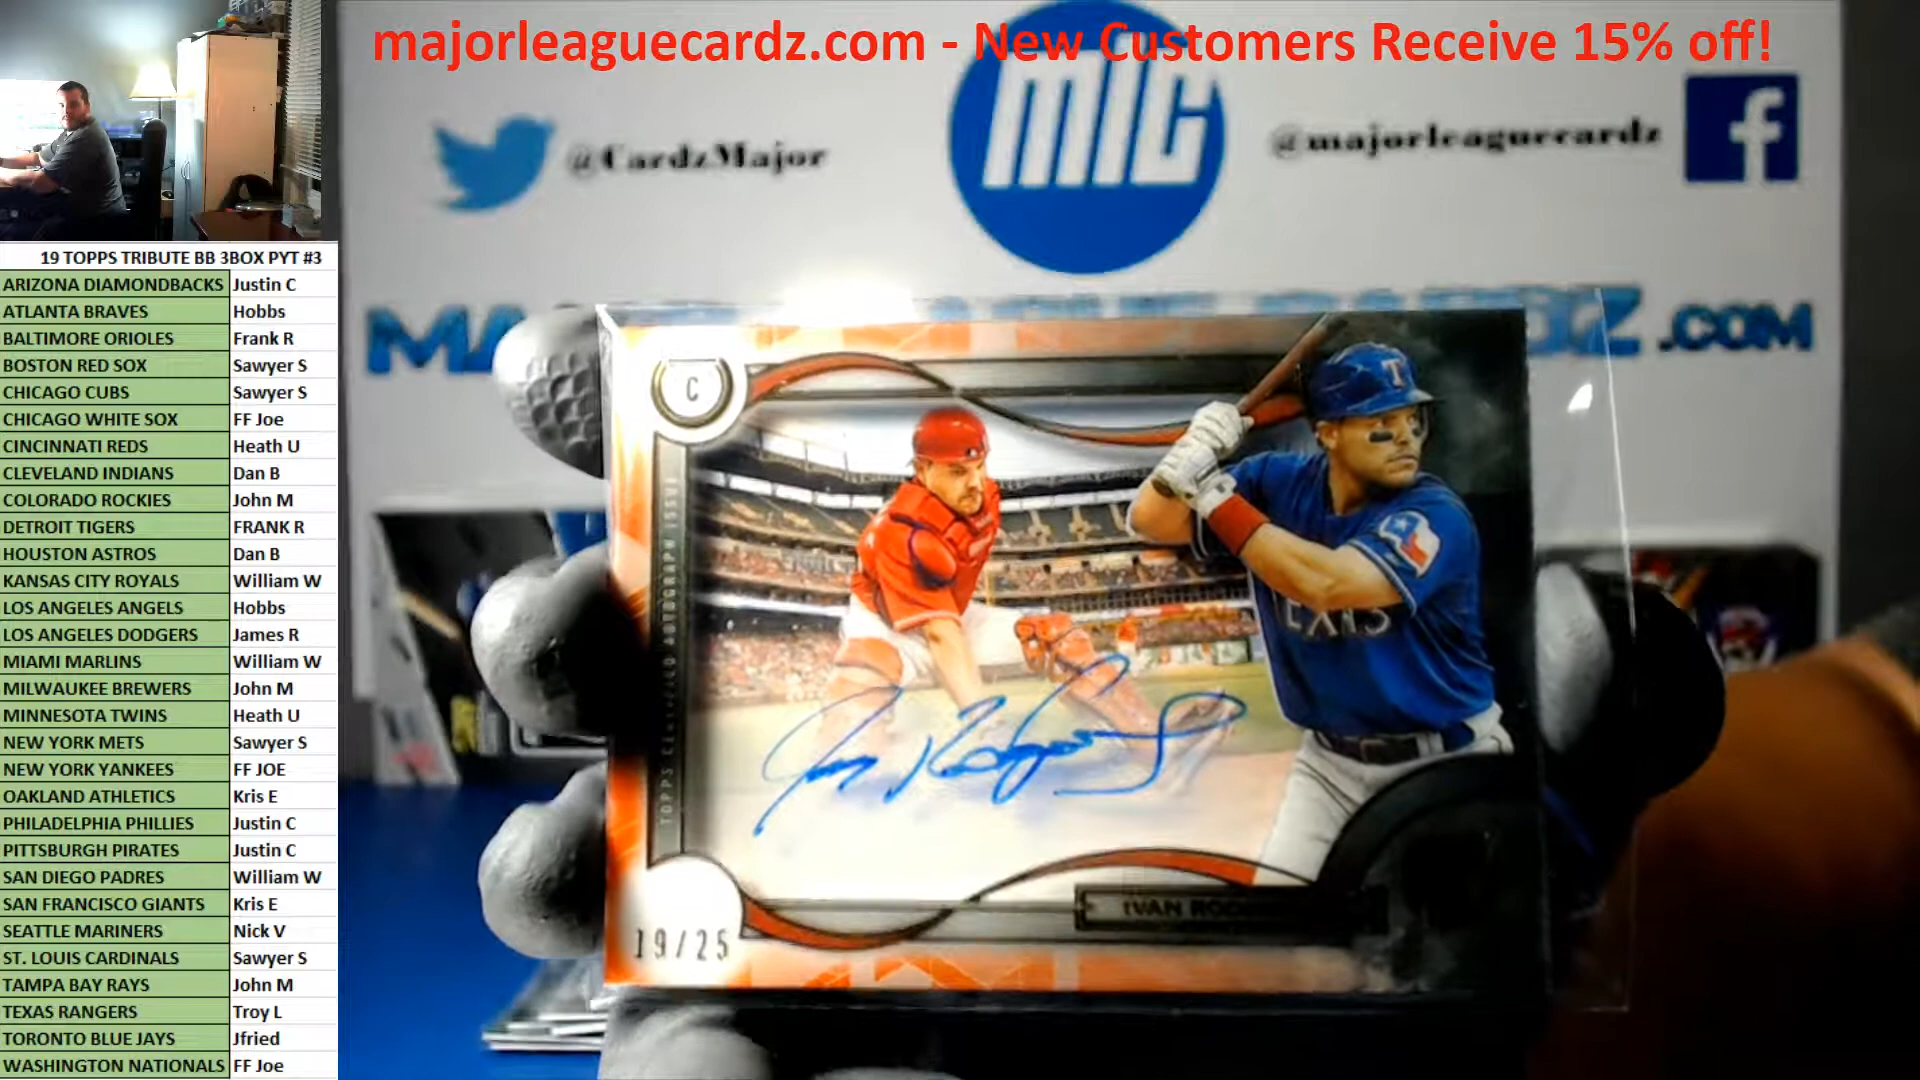 majorleaguecardz.com - New Customers Receive 15% off!
MLC
@CardzMajor
@majorleaguecardz
f
.COM
19 TOPPS TRIBUTE BB 3BOX PYT #3
ARIZONA DIAMONDBACKS Justin C
ATLANTA BRAVES Hobbs
BALTIMORE ORIOLES Frank R
BOSTON RED SOX Sawyer S
CHICAGO CUBS Sawyer S
CHICAGO WHITE SOX FF Joe
CINCINNATI REDS Heath U
CLEVELAND INDIANS Dan B
COLORADO ROCKIES John M
DETROIT TIGERS FRANK R
HOUSTON ASTROS Dan B
KANSAS CITY ROYALS William W
LOS ANGELES ANGELS Hobbs
LOS ANGELES DODGERS James R
MIAMI MARLINS William W
MILWAUKEE BREWERS John M
MINNESOTA TWINS Heath U
NEW YORK METS Sawyer S
NEW YORK YANKEES FF JOE
OAKLAND ATHLETICS Kris E
PHILADELPHIA PHILLIES Justin C
PITTSBURGH PIRATES Justin C
SAN DIEGO PADRES William W
SAN FRANCISCO GIANTS Kris E
SEATTLE MARINERS Nick V
ST. LOUIS CARDINALS Sawyer S
TAMPA BAY RAYS John M
TEXAS RANGERS Troy L
TORONTO BLUE JAYS Jfried
WASHINGTON NATIONALS FF Joe
C
T
TEXAS
TOPPS Certified AUTOGRAPH ISSUE
IVAN
19/25